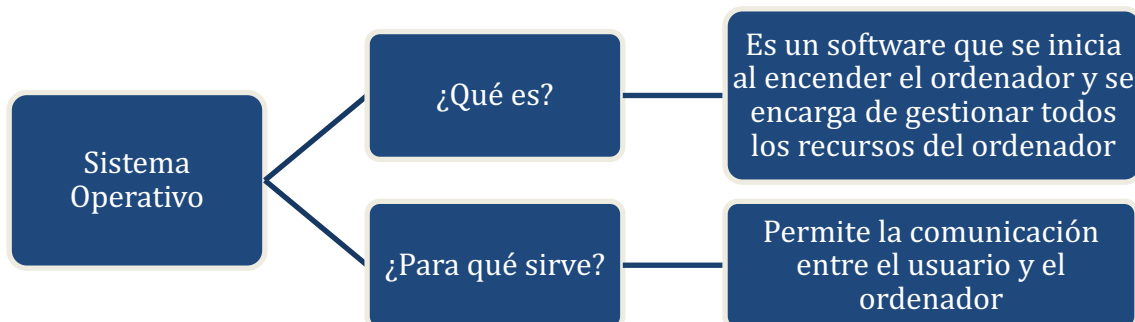 Sistema
Operativo
¿Qué es?
Es un software que se inicia
al encender el ordenador y se
encarga de gestionar todos
los recursos del ordenador
¿Para qué sirve?
Permite la comunicación
entre el usuario y el
ordenador